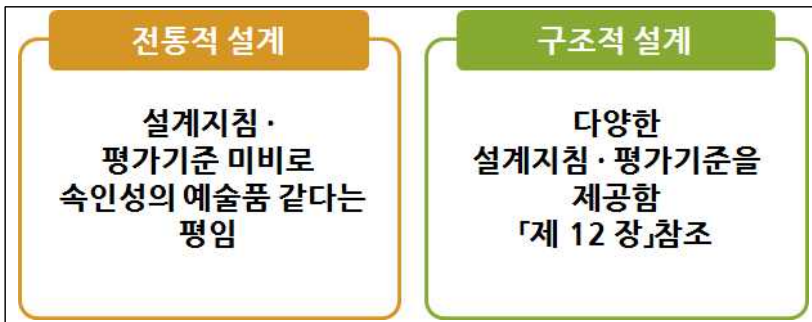 전통적 설계
설계지침·
평가기준 미비로
속인성의 예술품 같다는
평임
구조적 설계
다양한
설계지침·평가기준을
제공함
「제 12 장」참조